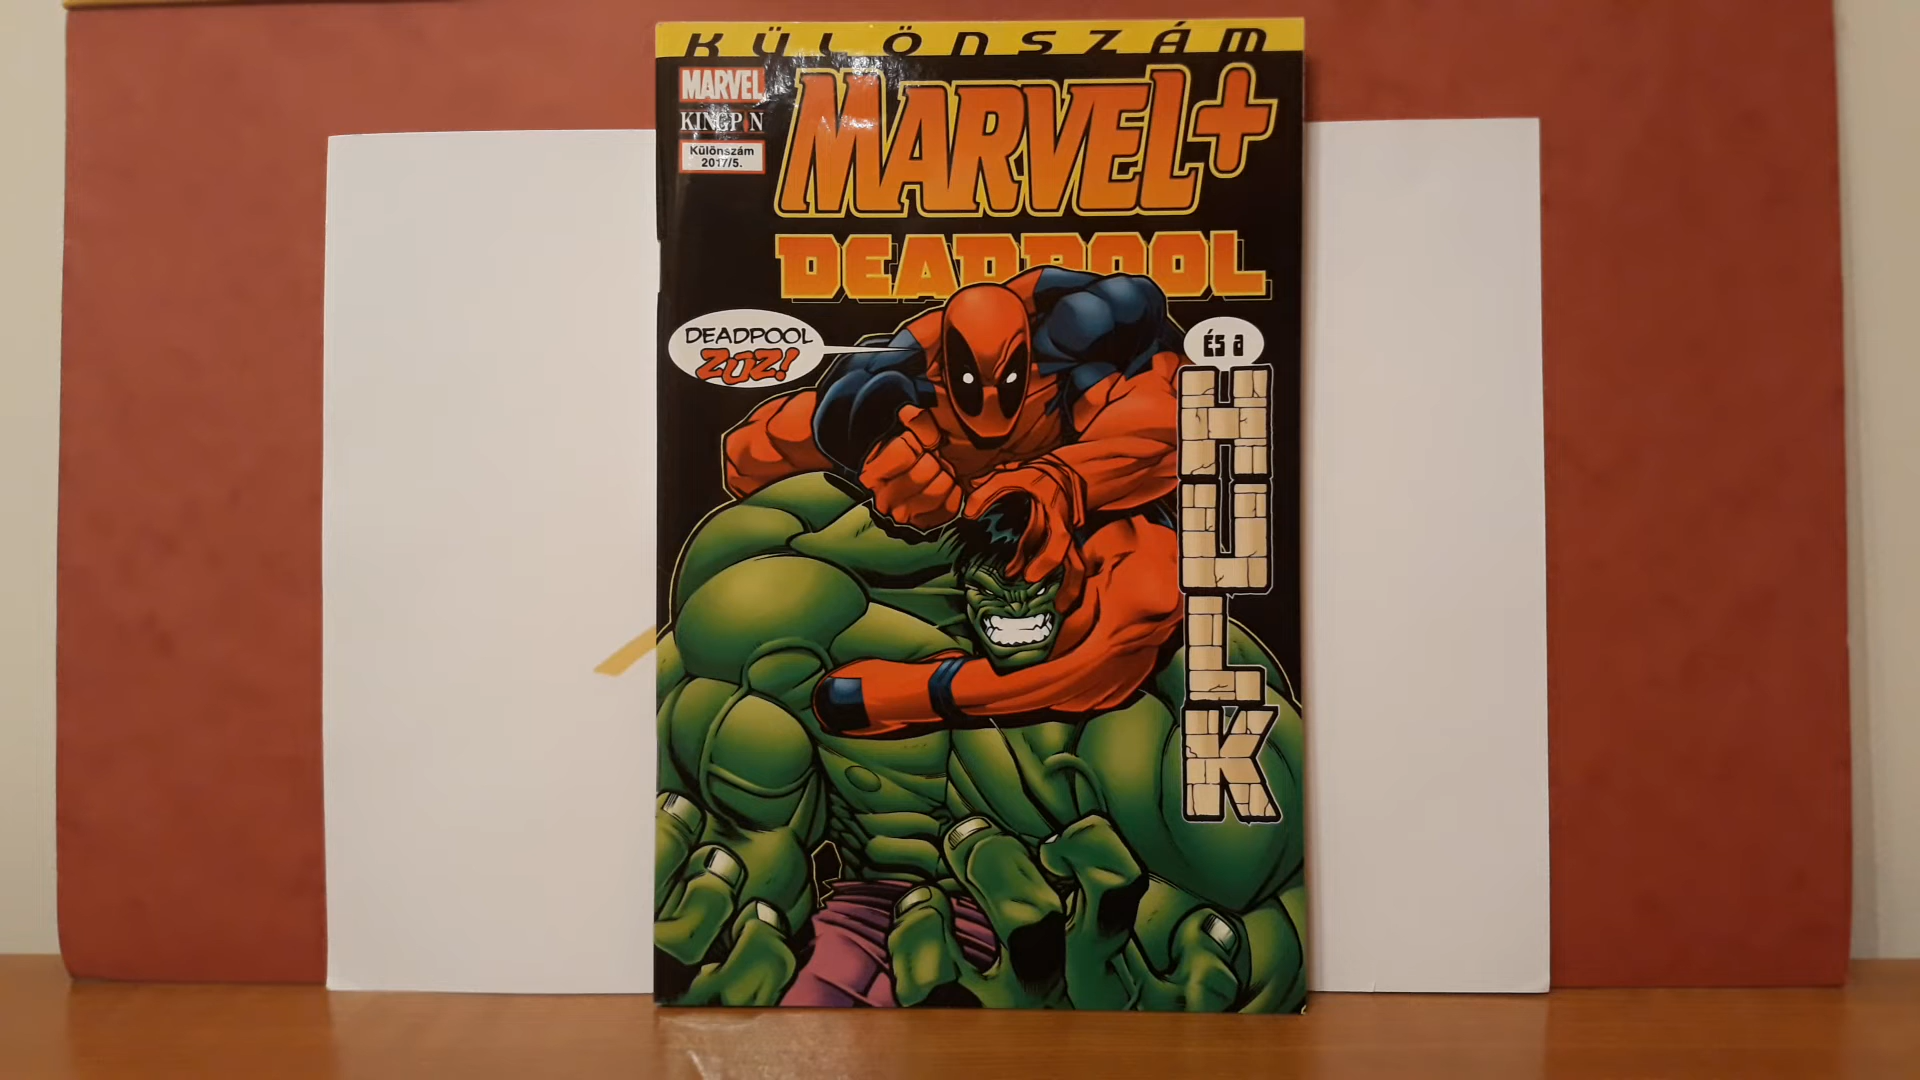 KÜLÖNSZÁM
MARVEL
KINGPIN
Különszám
2017/5.
MARVEL+
DEADPOOL
DEADPOOL
ZÚZ!
ÉS A
HULK